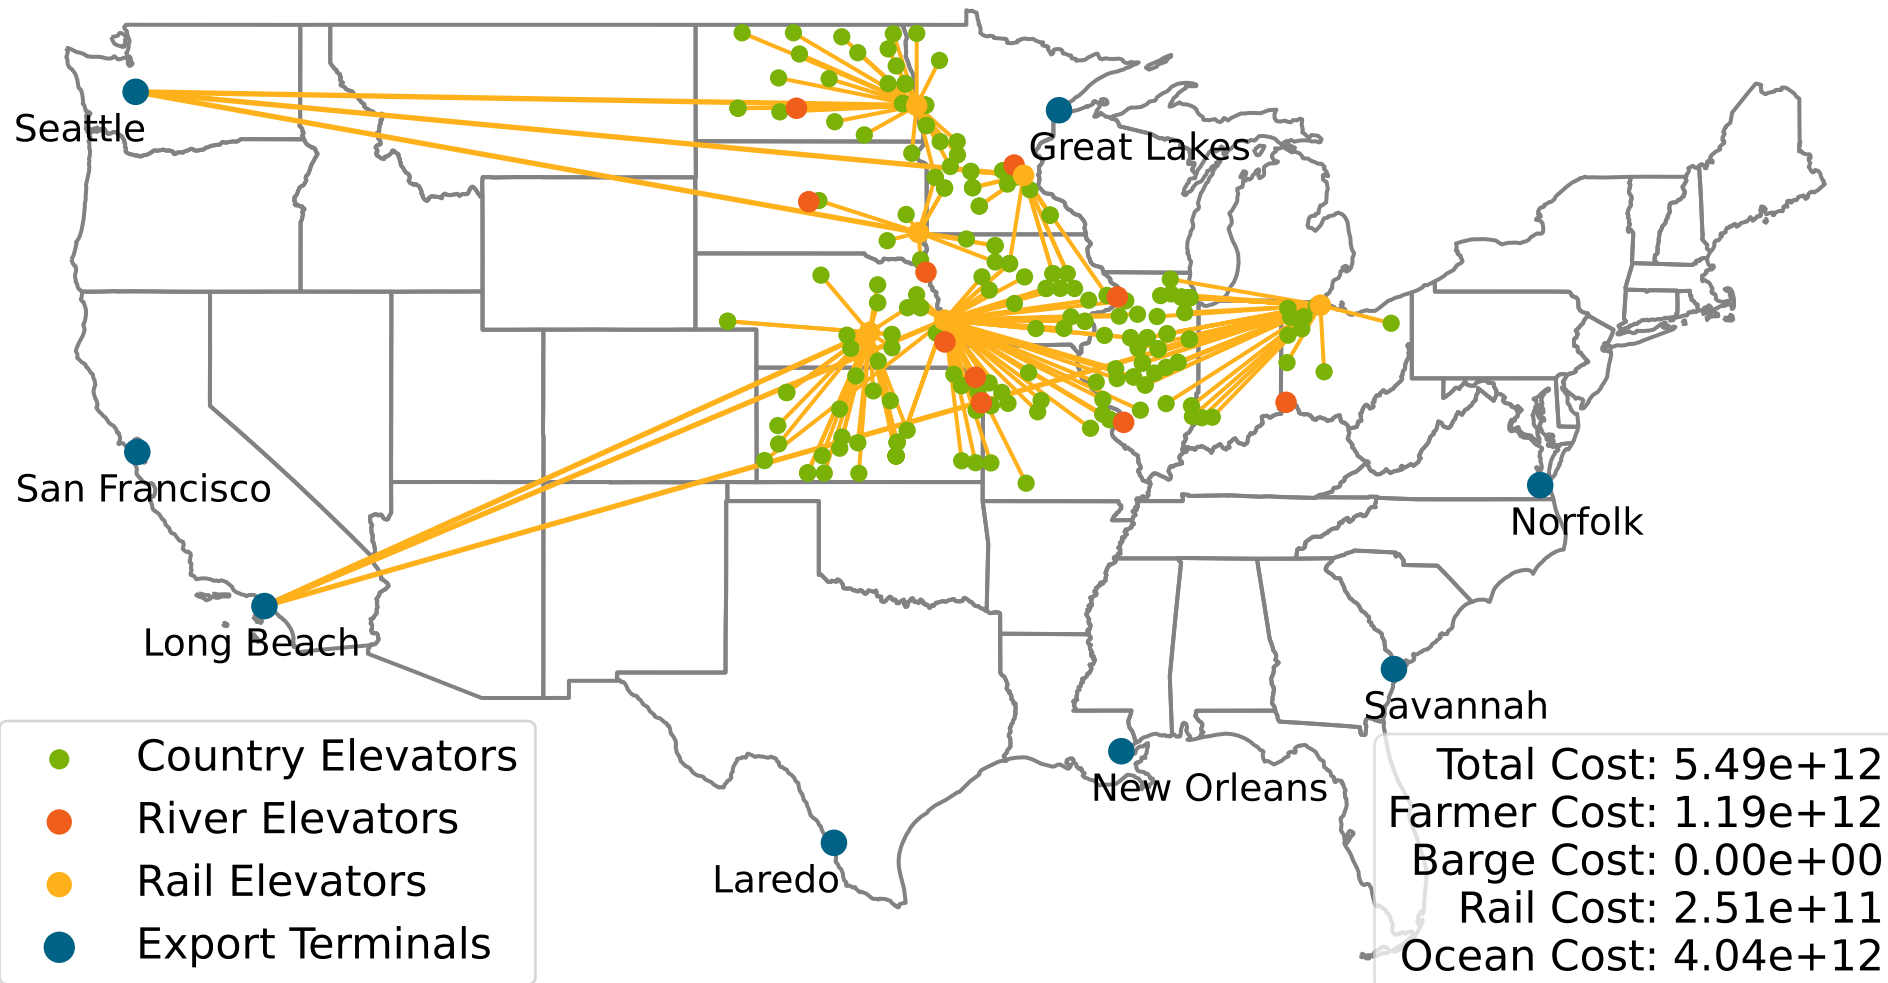 Seattle
Great Lakes
San Francisco
Norfolk
Long Beach
Savannah
New Orleans
Laredo
Country Elevators
River Elevators
Rail Elevators
Export Terminals
Total Cost: 5.49e+12
Farmer Cost: 1.19e+12
Barge Cost: 0.00e+00
Rail Cost: 2.51e+11
Ocean Cost: 4.04e+12